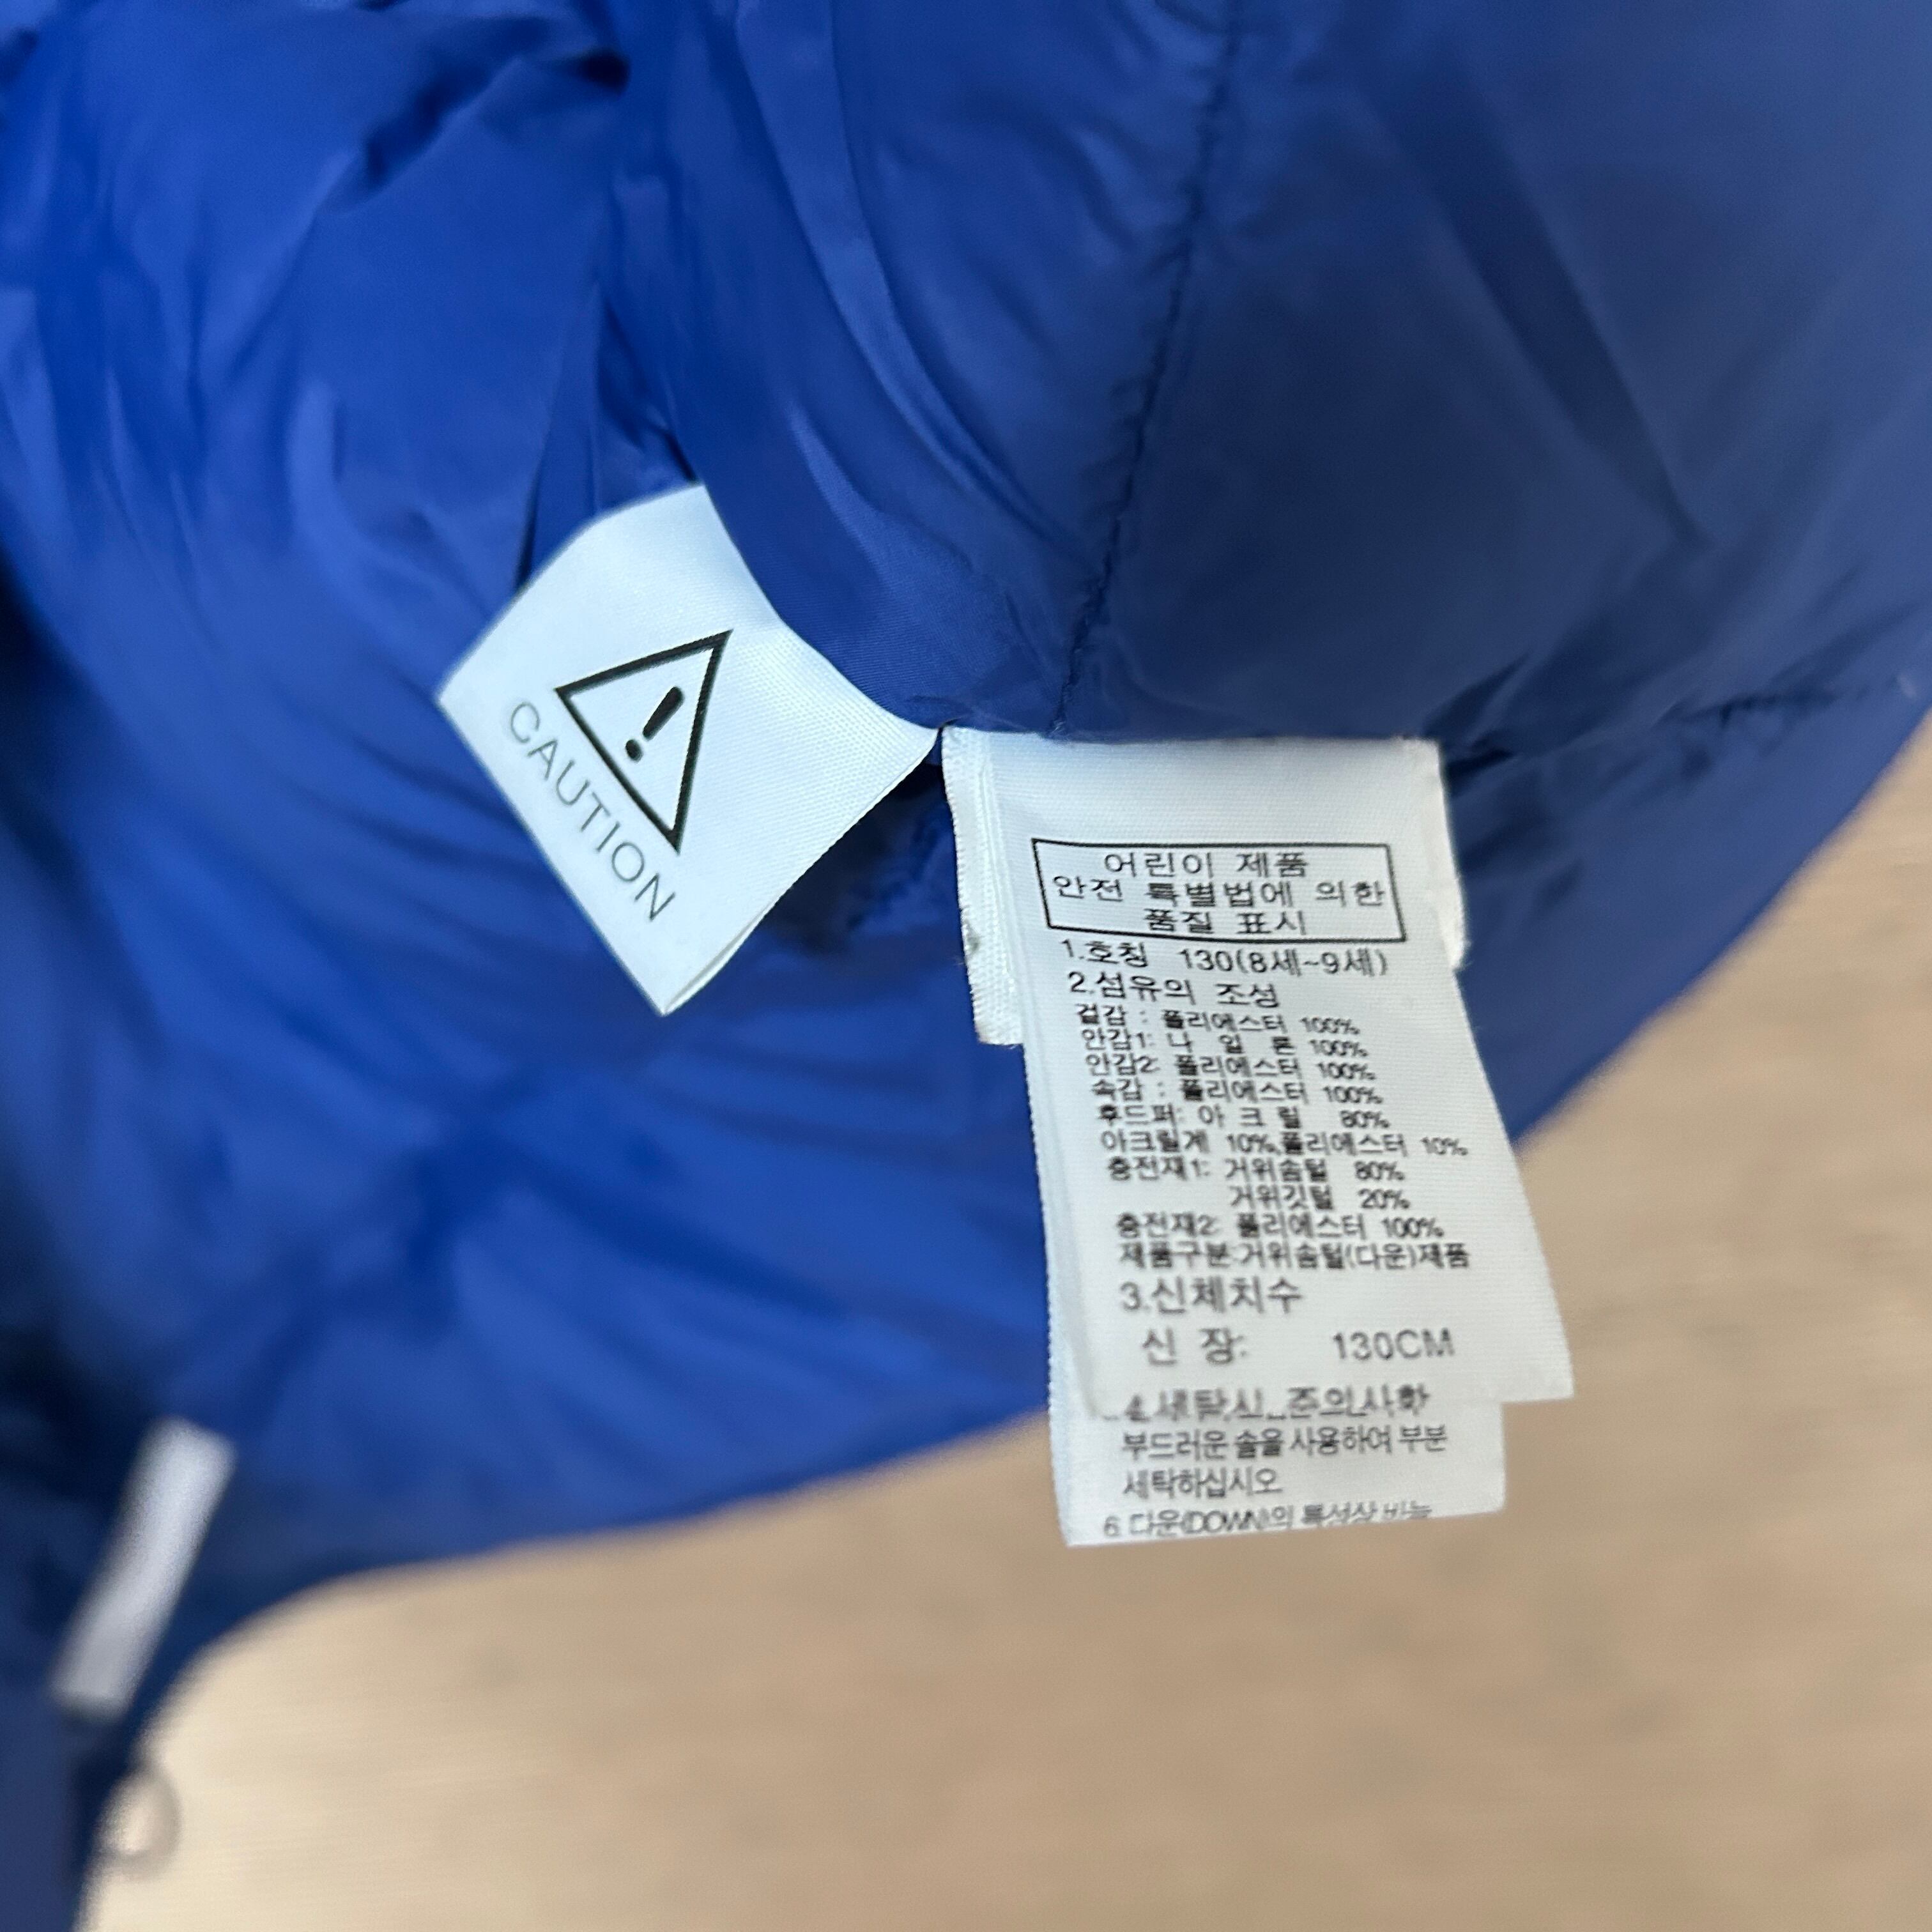 CAUTION
어린이 제품
안전 특별법에 의한
품질 표시
1.호칭 130(8세~9세)
2.섬유의 조성
겉감 : 폴리에스터 100%
안감1: 나 일 론 100%
안감2: 폴리에스터 100%
속감 : 폴리에스터 100%
후드퍼: 아 크 릴 80%
아크릴계 10%,폴리에스터 10%
충전재1: 거위솜털 80%
거위깃털 20%
충전재2: 폴리에스터 100%
제품구분:거위솜털(다운)제품
3.신체치수
신 장: 130CM
4.세탁시 주의사항
부드러운 솔을 사용하여 부분
세탁하십시오
6. 다운(DOWN)의 특성상